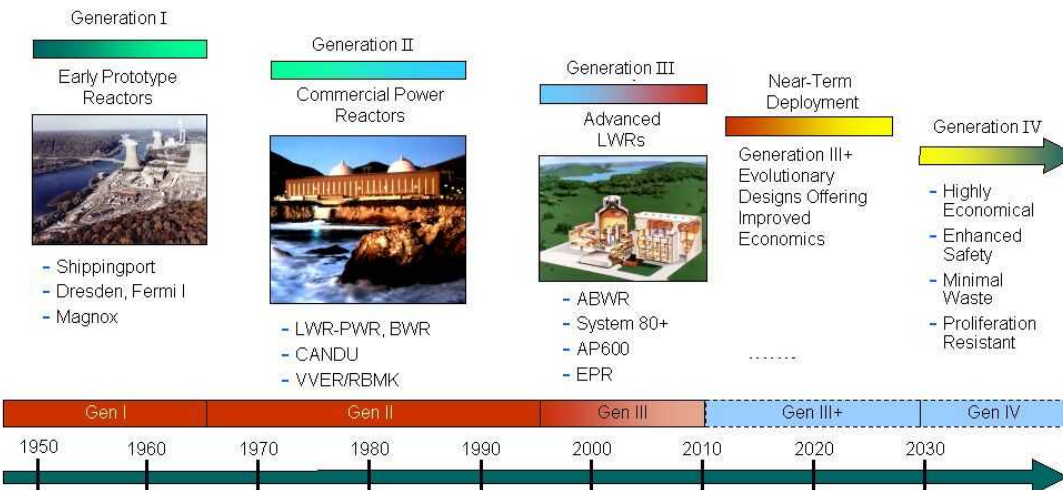 Generation I
Early Prototype
Reactors
- Shippingport
- Dresden, Fermi I
- Magnox
Generation II
Commercial Power
Reactors
- LWR-PWR, BWR
- CANDU
- VVER/RBMK
Generation III
Advanced
LWRs
- ABWR
- System 80+
- AP600
- EPR
Near-Term
Deployment
Generation III+
Evolutionary
Designs Offering
Improved
Economics
.......
Generation IV
- Highly
Economical
- Enhanced
Safety
- Minimal
Waste
- Proliferation
Resistant
Gen I Gen II Gen III Gen III+ Gen IV
1950 1960 1970 1980 1990 2000 2010 2020 2030